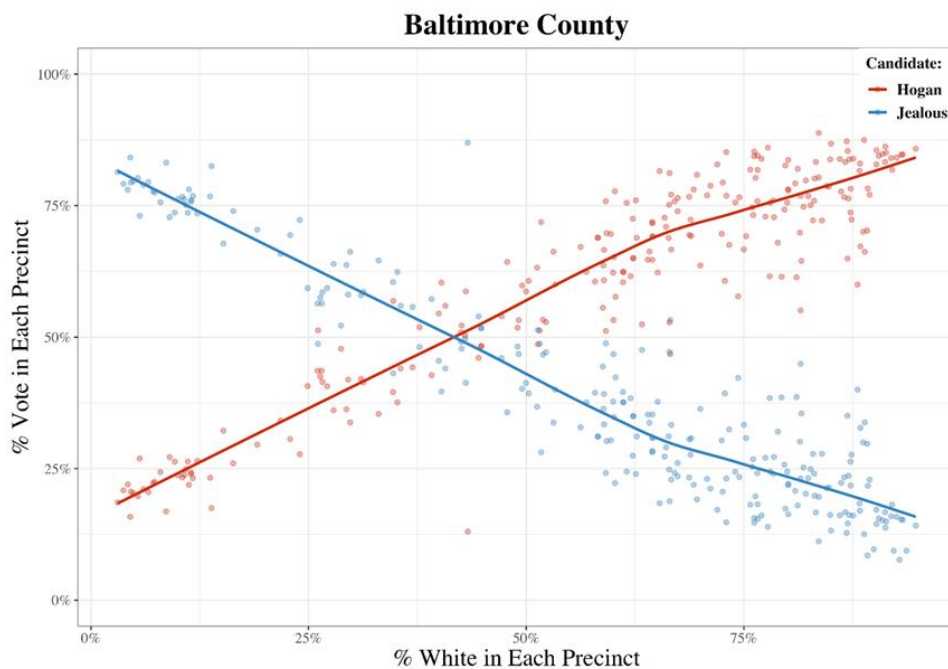 Baltimore County
Candidate:
Hogan
Jealous
% Vote in Each Precinct
100%
75%
50%
25%
0%
0%
25%
50%
75%
% White in Each Precinct